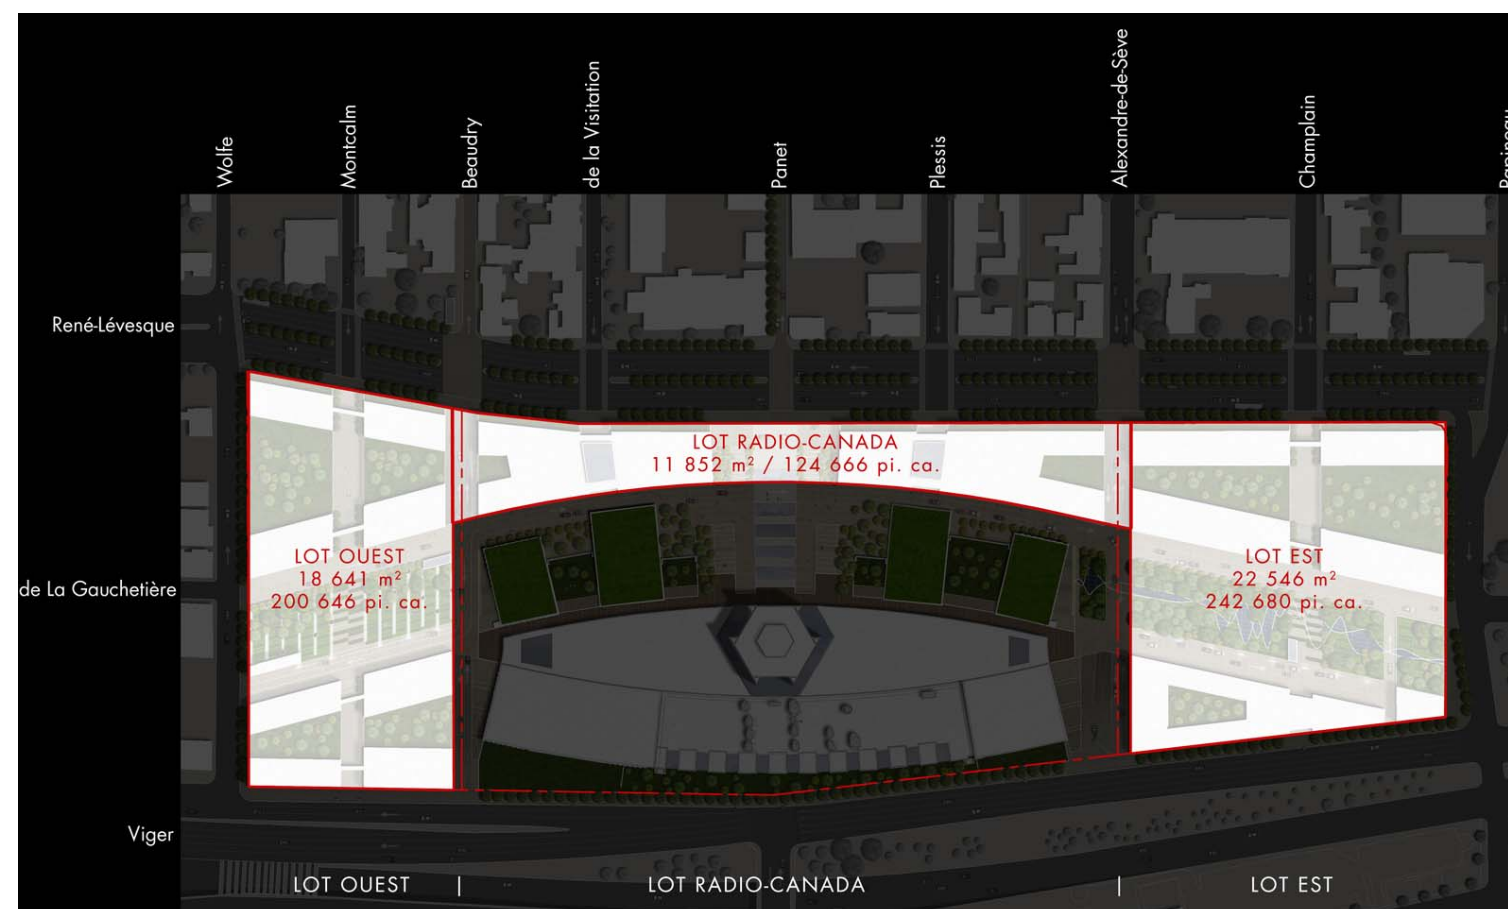 Wolfe
Montcalm
Beaudry
de la Visitation
Panet
Plessis
Alexandre-de-Sève
Champlain
Papineau
René-Lévesque
LOT RADIO-CANADA
11 852 m² / 124 666 pi. ca.
LOT OUEST
18 641 m²
200 646 pi. ca.
LOT EST
22 546 m²
242 680 pi. ca.
de La Gauchetière
Viger
LOT OUEST | LOT RADIO-CANADA | LOT EST